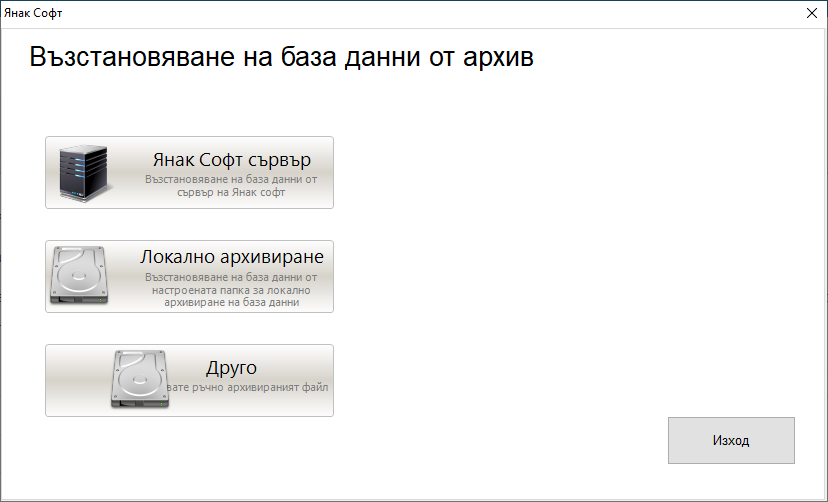 Янак Софт
Възстановяване на база данни от архив
Янак Софт сървър
Възстановяване на база данни от
сървър на Янак софт
Локално архивиране
Възстановяване на база данни от
настроената папка за локално
архивиране на база данни
Друго
ръчно архивираният файл
Изход